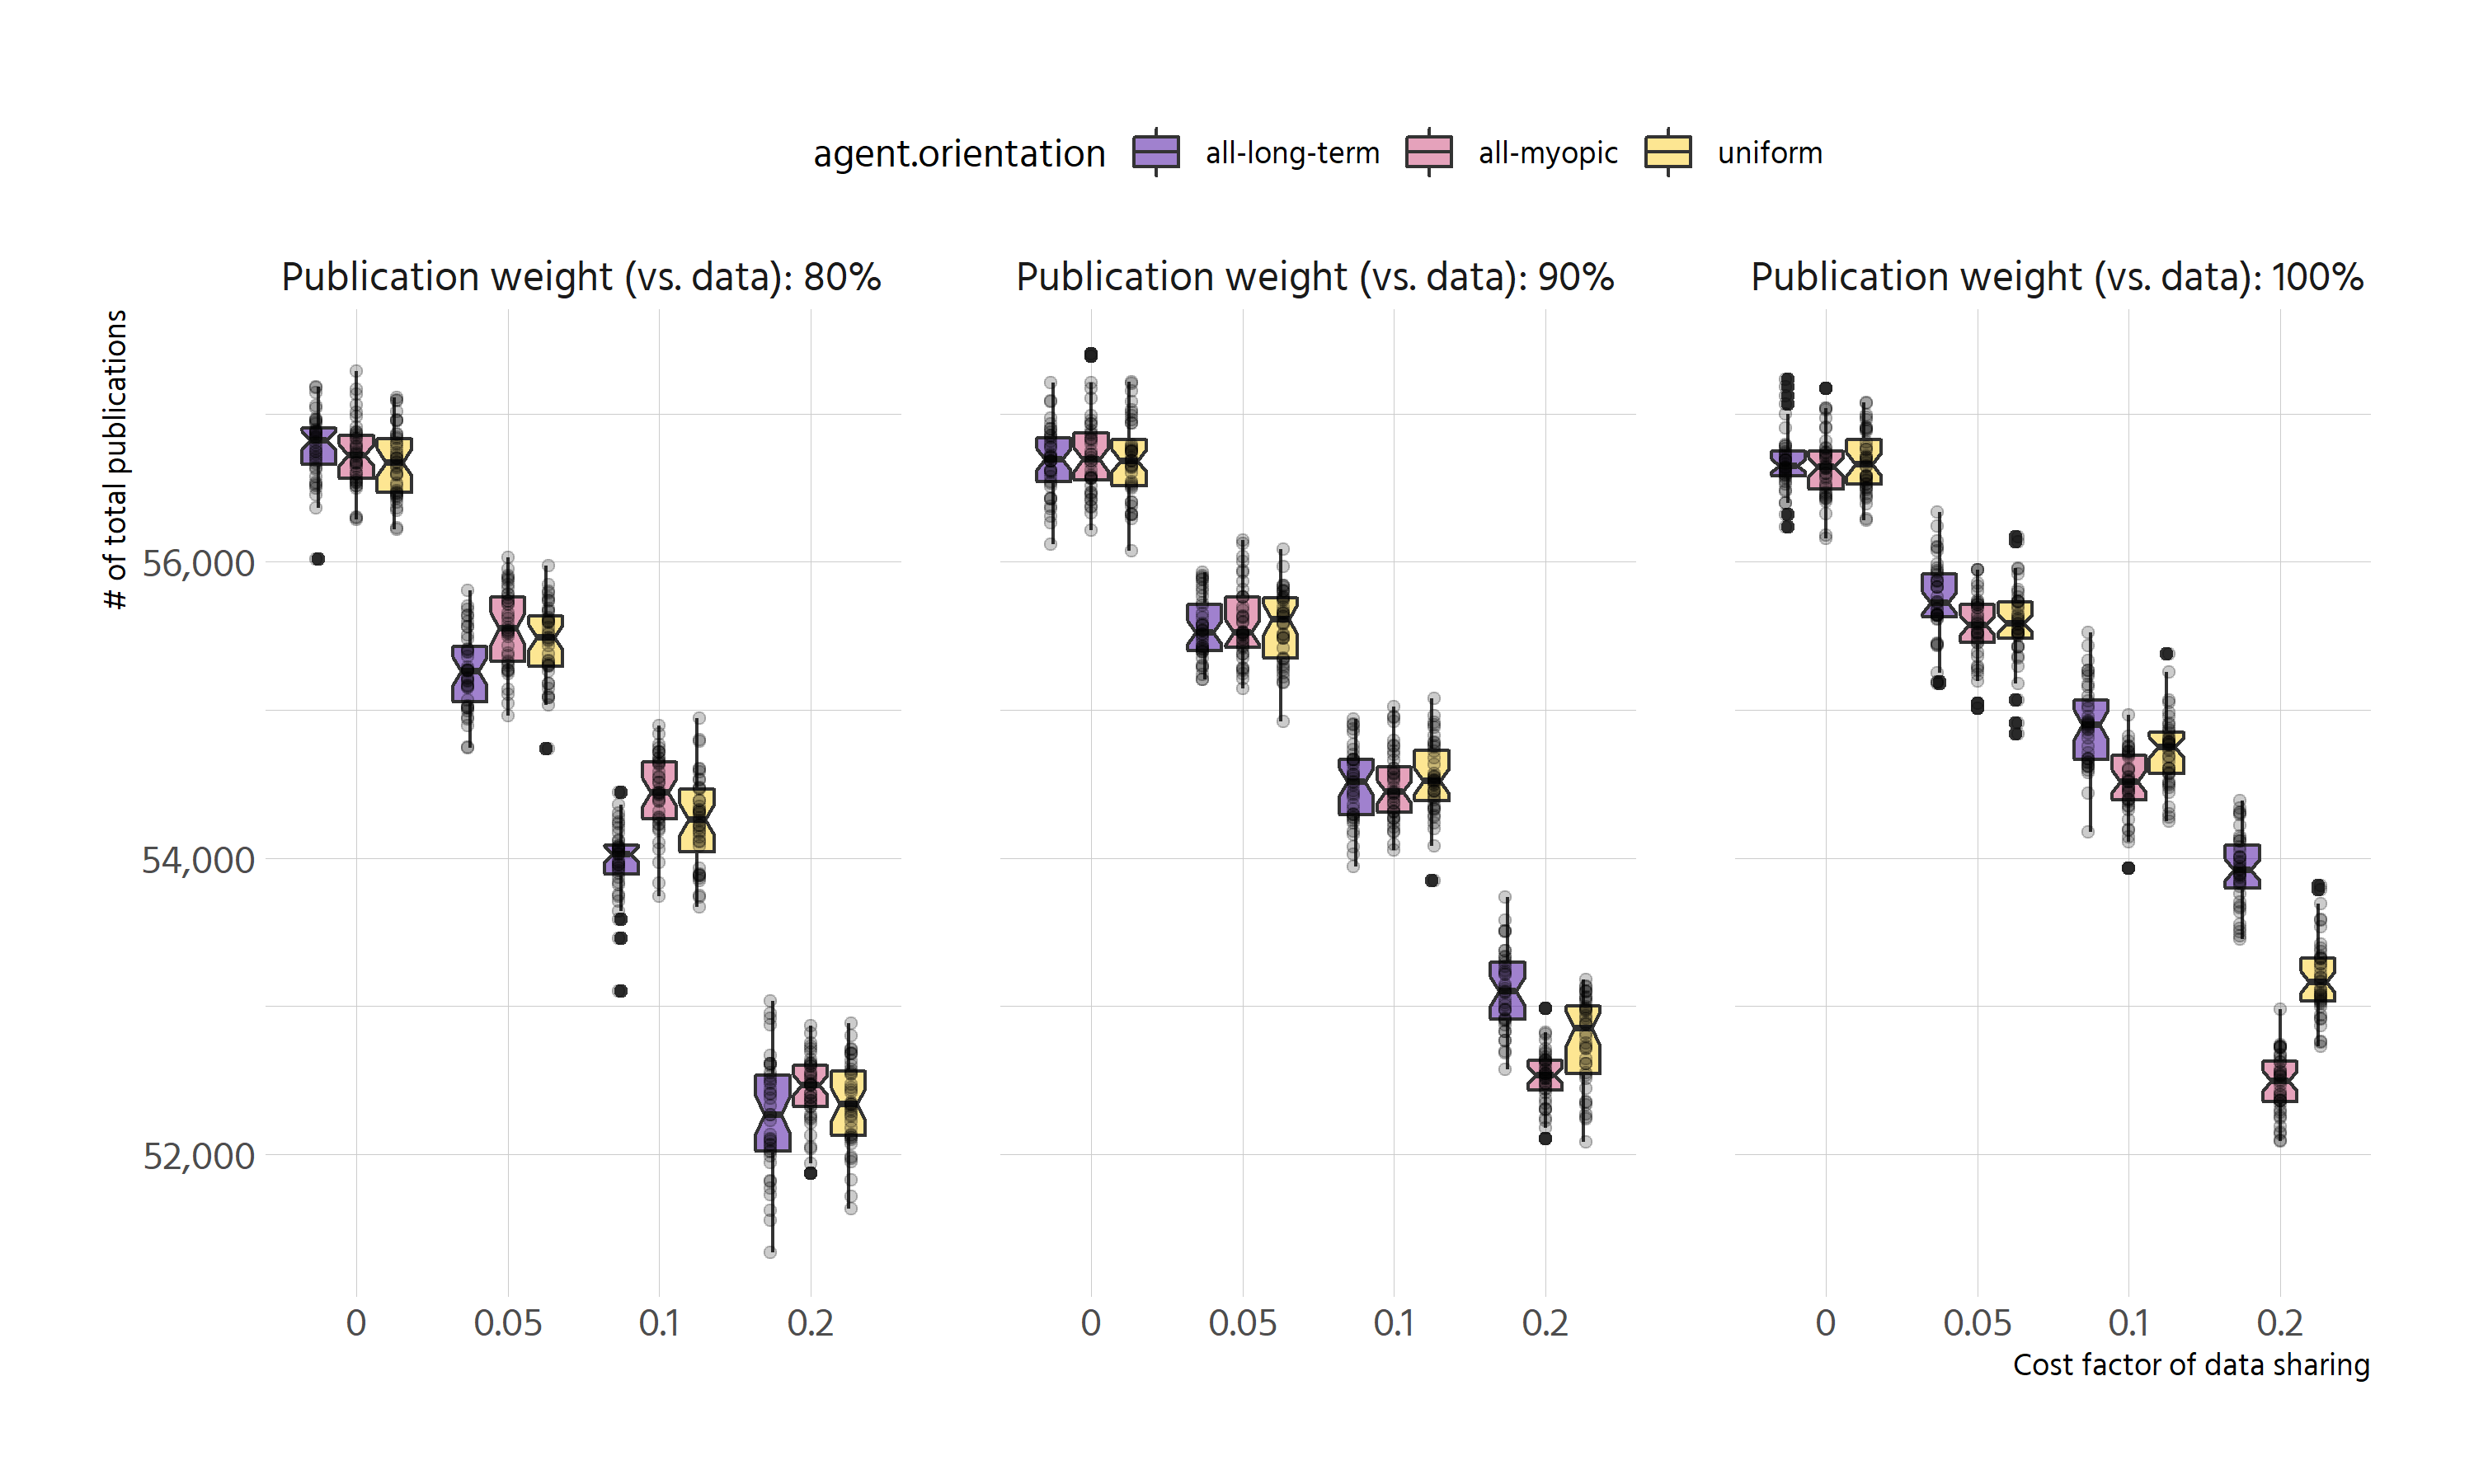 agent.orientation all-long-term all-myopic uniform
Publication weight (vs. data): 80% Publication weight (vs. data): 90% Publication weight (vs. data): 100%
# of total publications
56,000
54,000
52,000
0 0.05 0.1 0.2 0 0.05 0.1 0.2 0 0.05 0.1 0.2
Cost factor of data sharing